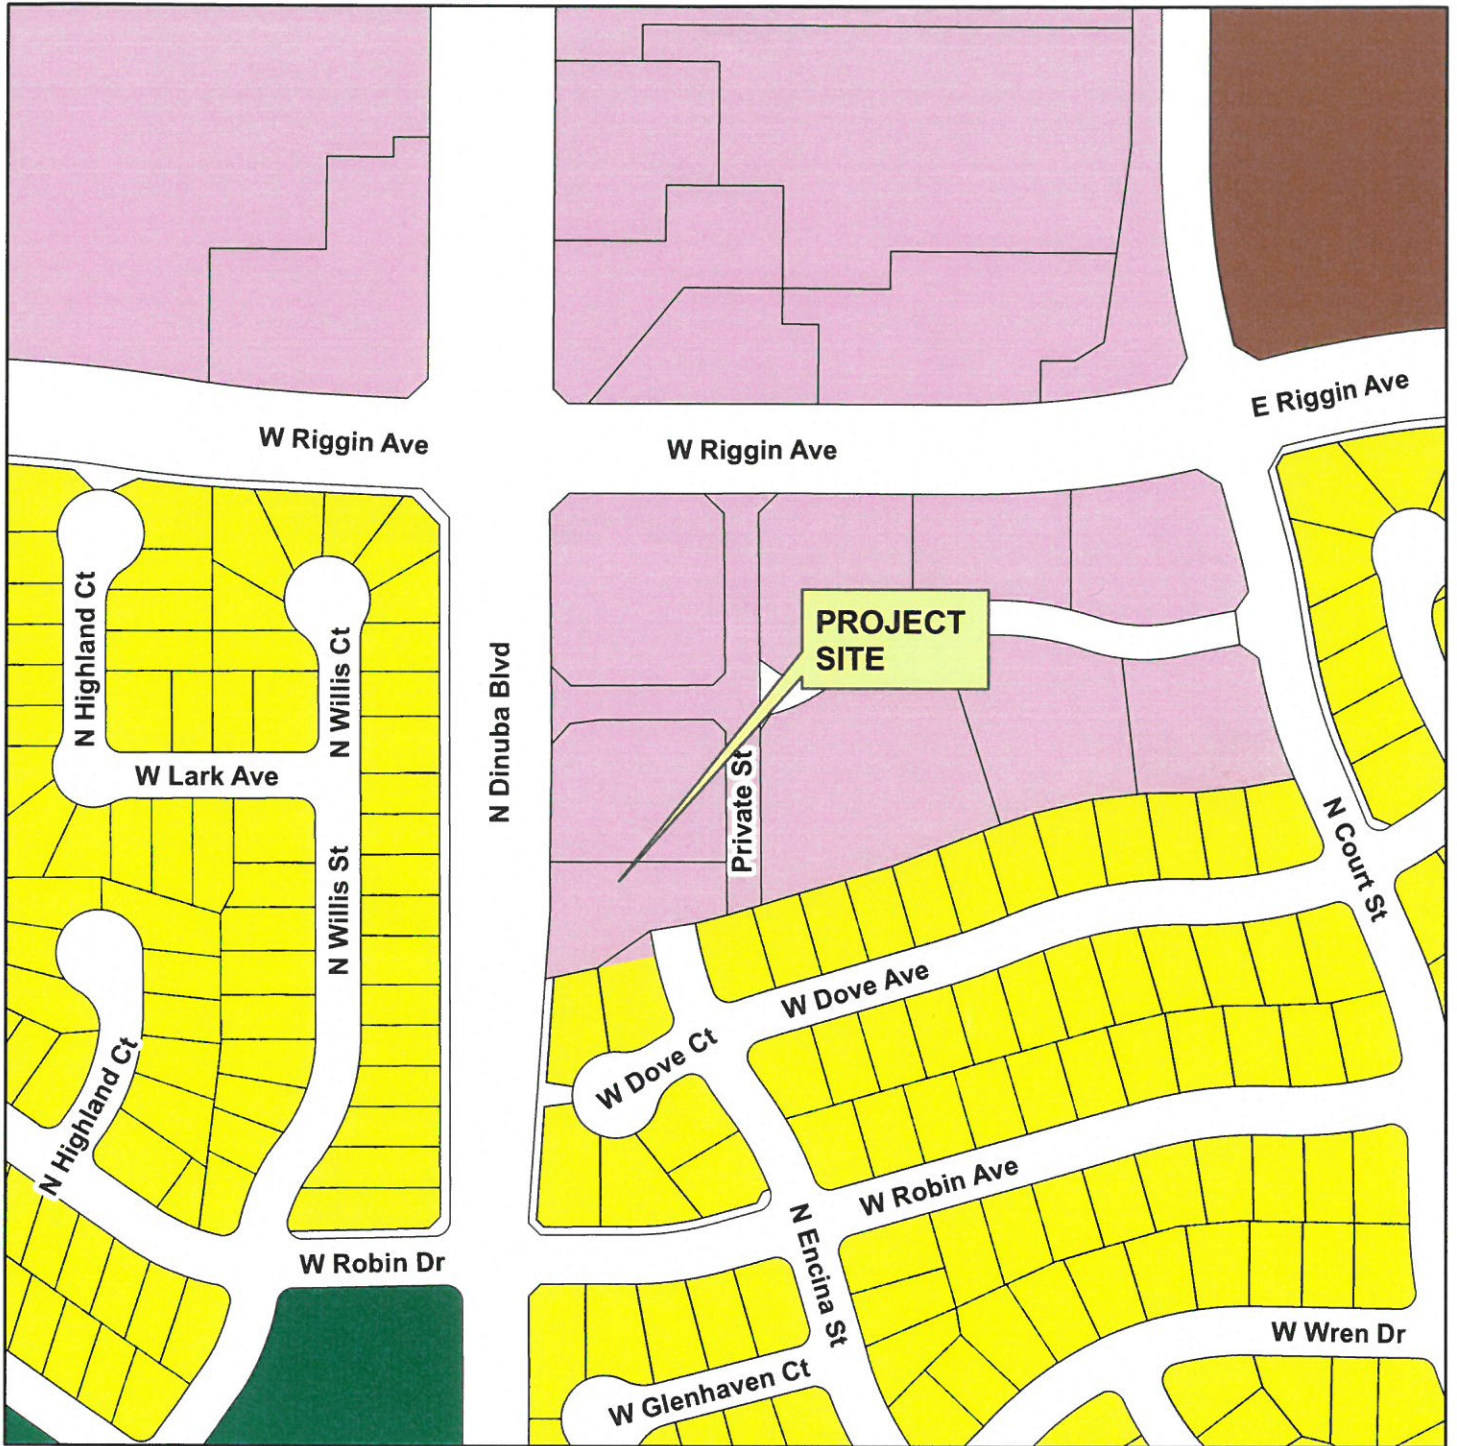 E Riggin Ave
W Riggin Ave
W Riggin Ave
PROJECT
SITE
N Highland Ct
N Willis Ct
N Dinuba Blvd
W Lark Ave
Private St
N Court St
N Willis St
W Dove Ave
W Dove Ct
N Highland Ct
W Robin Ave
N Encina St
W Robin Dr
W Wren Dr
W Glenhaven Ct